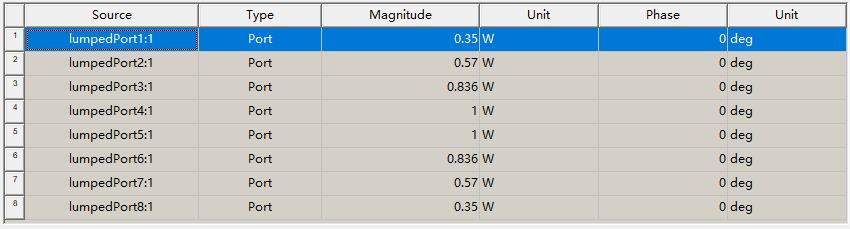 Source Type Magnitude Unit Phase Unit
1 lumpedPort1:1 Port 0.35 W 0 deg
2 lumpedPort2:1 Port 0.57 W 0 deg
3 lumpedPort3:1 Port 0.836 W 0 deg
4 lumpedPort4:1 Port 1 W 0 deg
5 lumpedPort5:1 Port 1 W 0 deg
6 lumpedPort6:1 Port 0.836 W 0 deg
7 lumpedPort7:1 Port 0.57 W 0 deg
8 lumpedPort8:1 Port 0.35 W 0 deg